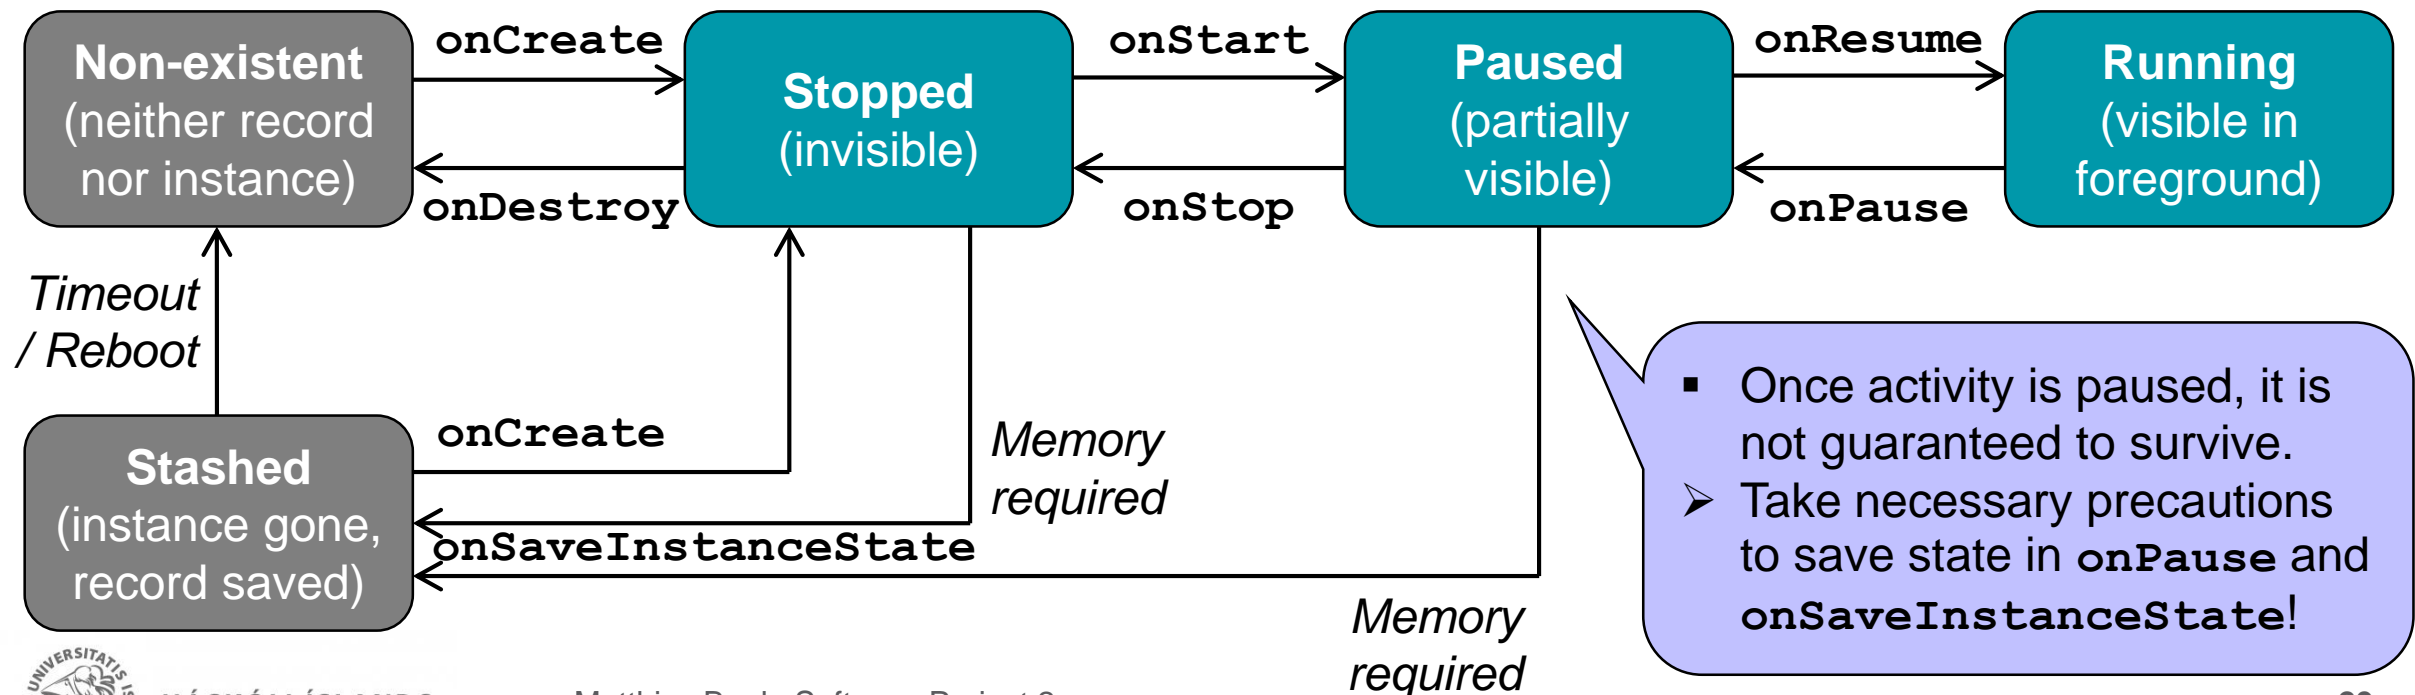 Non-existent
(neither record
nor instance)
onCreate
onDestroy
Stopped
(invisible)
onStart
onStop
Paused
(partially
visible)
onResume
onPause
Running
(visible in
foreground)
Timeout
/ Reboot
Stashed
(instance gone,
record saved)
onCreate
onSaveInstanceState
Memory
required
Memory
required
▪ Once activity is paused, it is
not guaranteed to survive.
➢ Take necessary precautions
to save state in onPause and
onSaveInstanceState!
UNIVERSITATIS